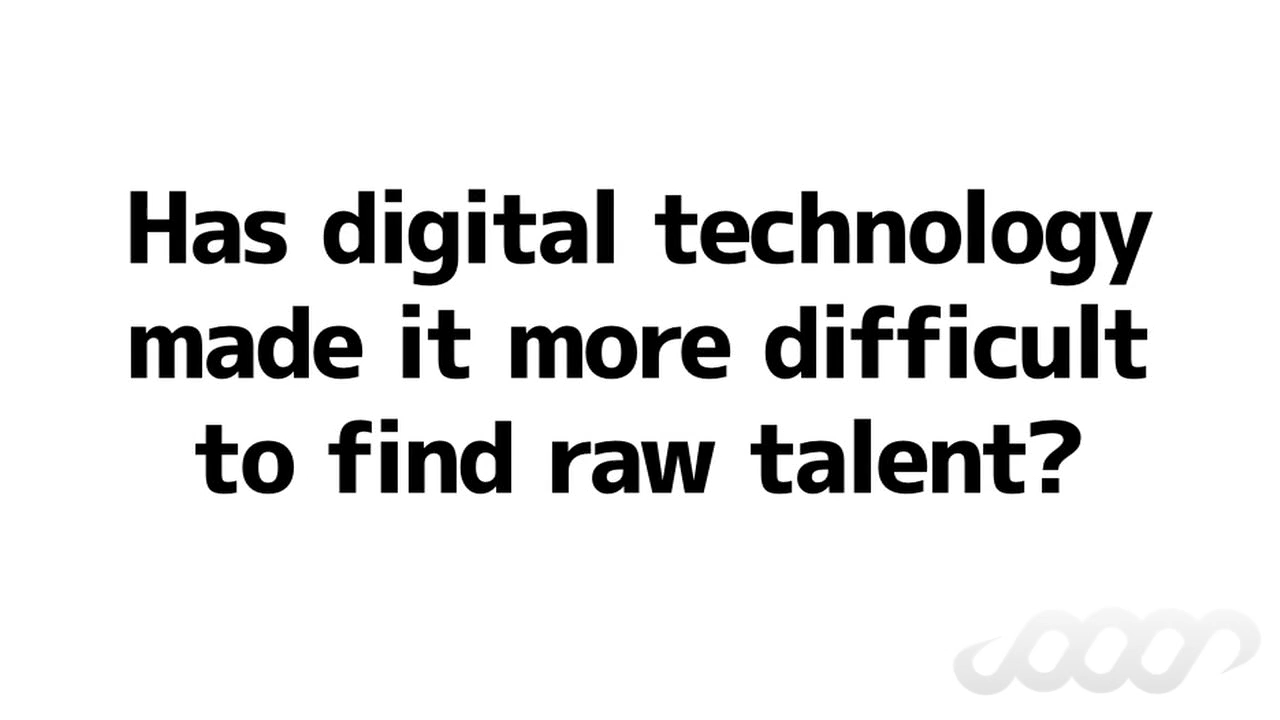 Has digital technology
made it more difficult
to find raw talent?